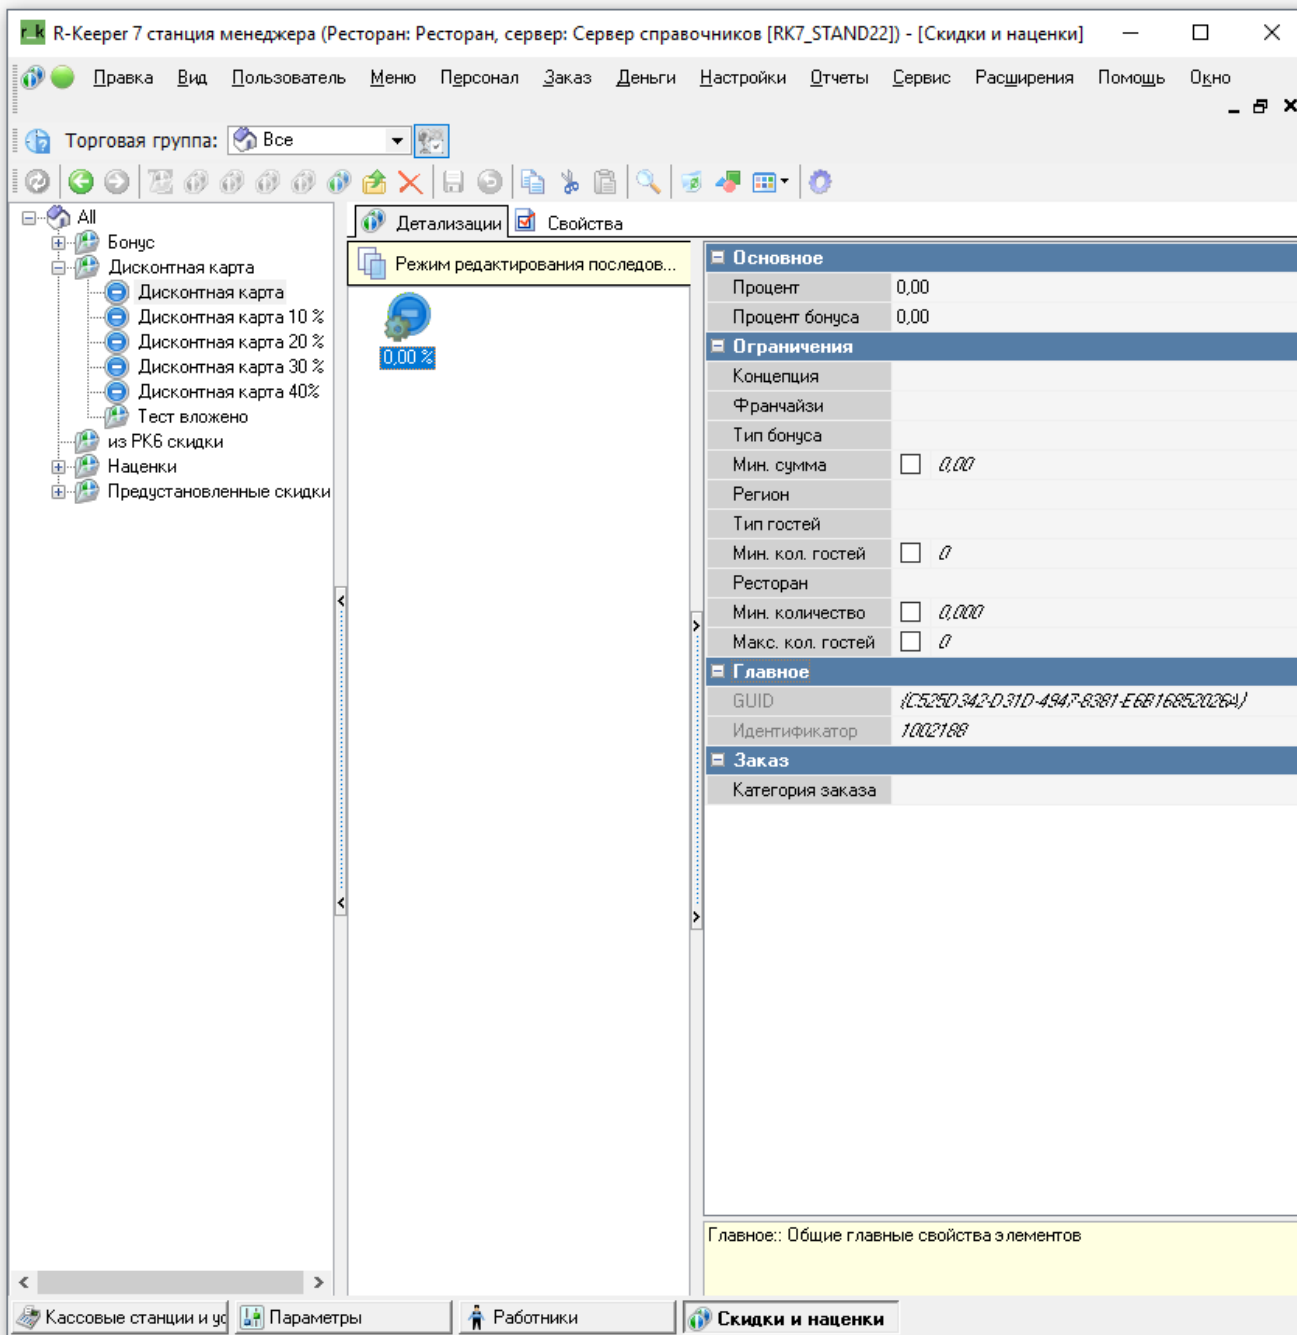 R-Keeper 7 станция менеджера (Ресторан: Ресторан, сервер: Сервер справочников [RK7_STAND22]) - [Скидки и наценки]
Правка Вид Пользователь Меню Персонал Заказ Деньги Настройки Отчеты Сервис Расширения Помощь Окно
Торговая группа: Все
All
Бонус
Дисконтная карта
Дисконтная карта
Дисконтная карта 10 %
Дисконтная карта 20 %
Дисконтная карта 30 %
Дисконтная карта 40%
Тест вложено
из РК6 скидки
Наценки
Предустановленные скидки
Детализации Свойства
Режим редактирования последов...
0,00 %
Основное
Процент 0,00
Процент бонуса 0,00
Ограничения
Концепция
Франчайзи
Тип бонуса
Мин. сумма 0,00
Регион
Тип гостей
Мин. кол. гостей 0
Ресторан
Мин. количество 0,000
Макс. кол. гостей 0
Главное
GUID {C525D342-D31D-4947-8381-E6B16852026A}
Идентификатор 1002188
Заказ
Категория заказа
Главное:: Общие главные свойства элементов
Кассовые станции и ус Параметры Работники Скидки и наценки